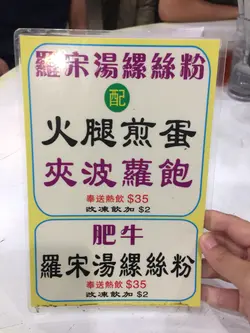 羅宋湯螺絲粉
配
火腿煎蛋
夾波蘿飽
奉送熱飲 $35
改凍飲加 $2
肥牛
羅宋湯螺絲粉
奉送熱飲 $35
改凍飲加 $2